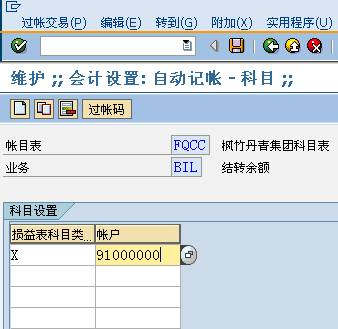 过帐交易(P) 编辑(E) 转到(G) 附加(X) 实用程序(U)
维护 ;; 会计设置: 自动记帐 - 科目 ;;
过帐码
帐目表 FQCC 枫竹丹青集团科目表
业务 BIL 结转余额
科目设置
损益表科目类... 帐户
X 91000000